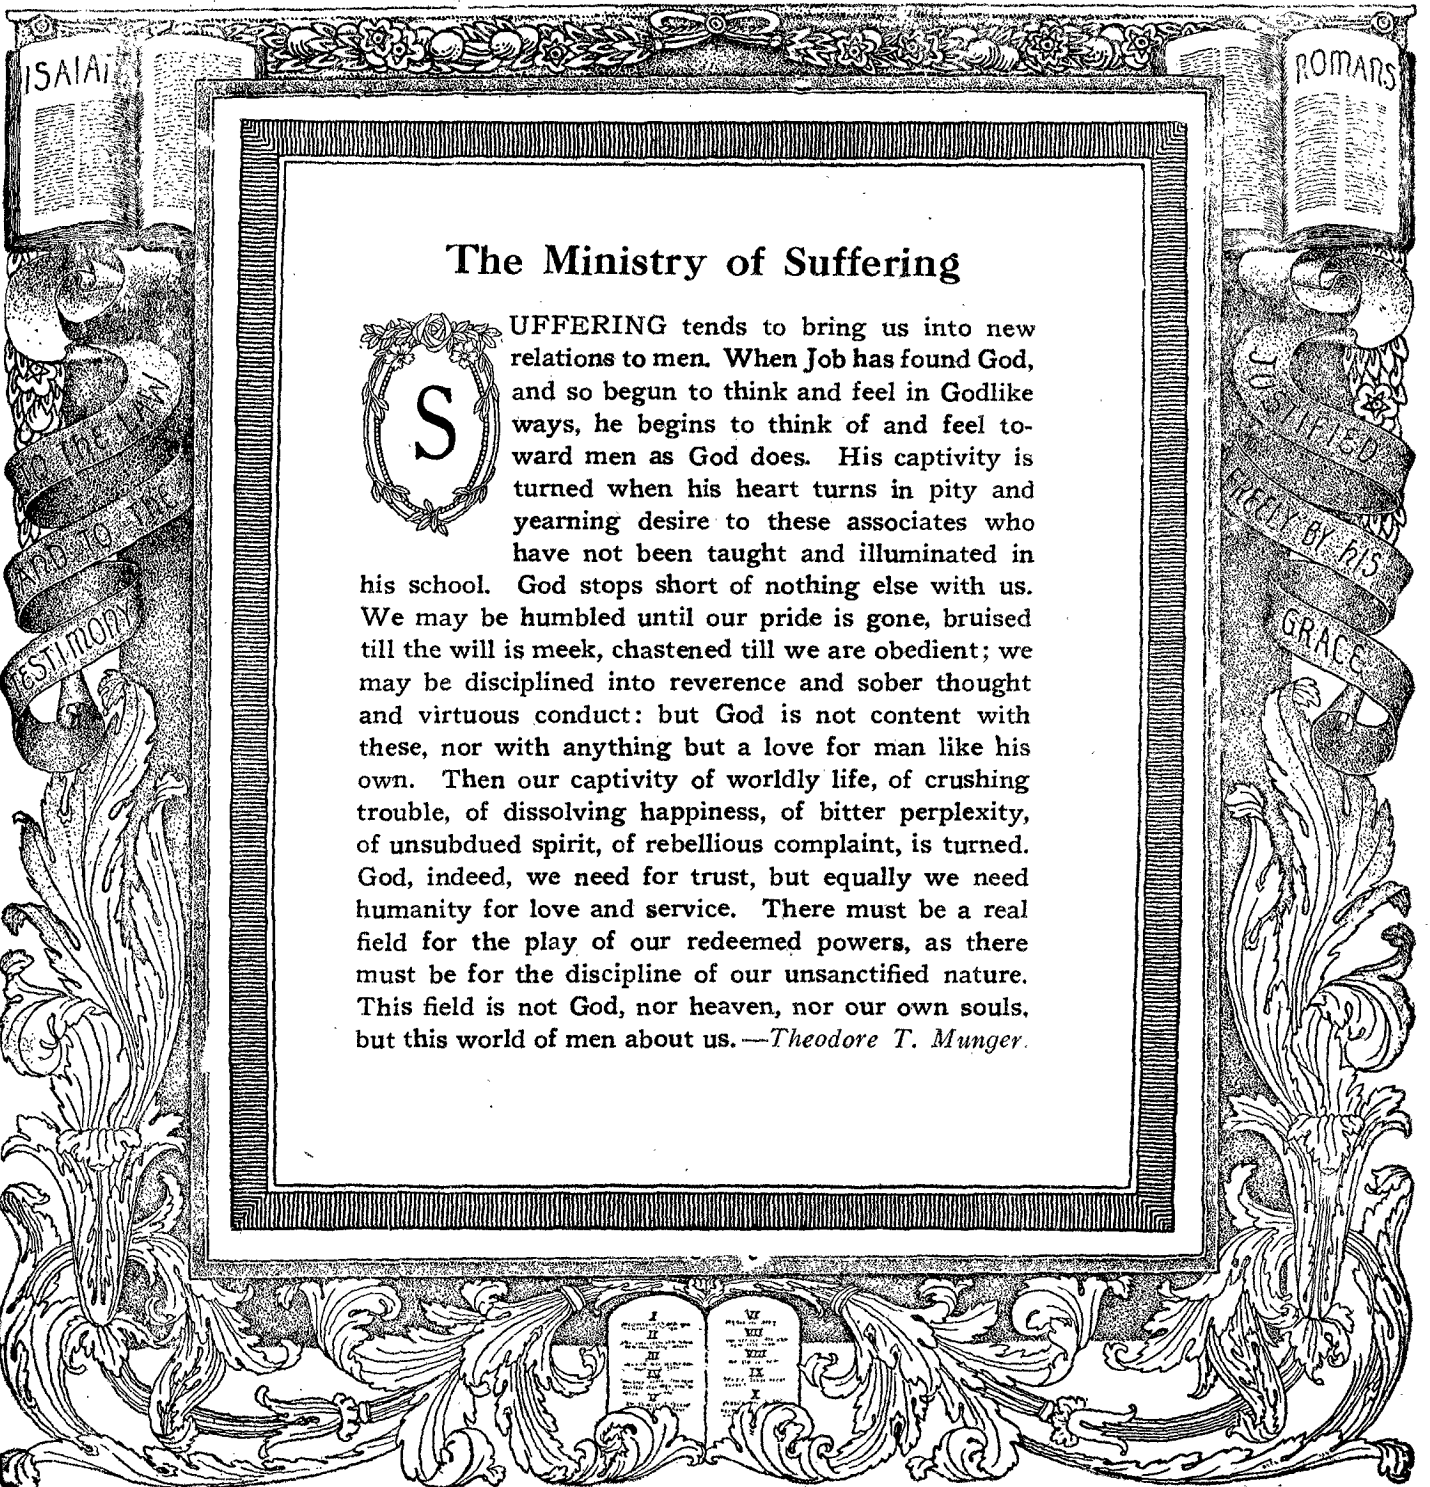 ISAIAH
ROMANS
TO THE LAW
AND TO THE
TESTIMONY
JUSTIFIED
FREELY BY HIS
GRACE
The Ministry of Suffering
SUFFERING tends to bring us into new
relations to men. When Job has found God,
and so begun to think and feel in Godlike
ways, he begins to think of and feel to-
ward men as God does. His captivity is
turned when his heart turns in pity and
yearning desire to these associates who
have not been taught and illuminated in
his school. God stops short of nothing else with us.
We may be humbled until our pride is gone, bruised
till the will is meek, chastened till we are obedient; we
may be disciplined into reverence and sober thought
and virtuous conduct: but God is not content with
these, nor with anything but a love for man like his
own. Then our captivity of worldly life, of crushing
trouble, of dissolving happiness, of bitter perplexity,
of unsubdued spirit, of rebellious complaint, is turned.
God, indeed, we need for trust, but equally we need
humanity for love and service. There must be a real
field for the play of our redeemed powers, as there
must be for the discipline of our unsanctified nature.
This field is not God, nor heaven, nor our own souls,
but this world of men about us.—Theodore T. Munger.
I
II
III
IV
V
VI
VII
VIII
IX
X